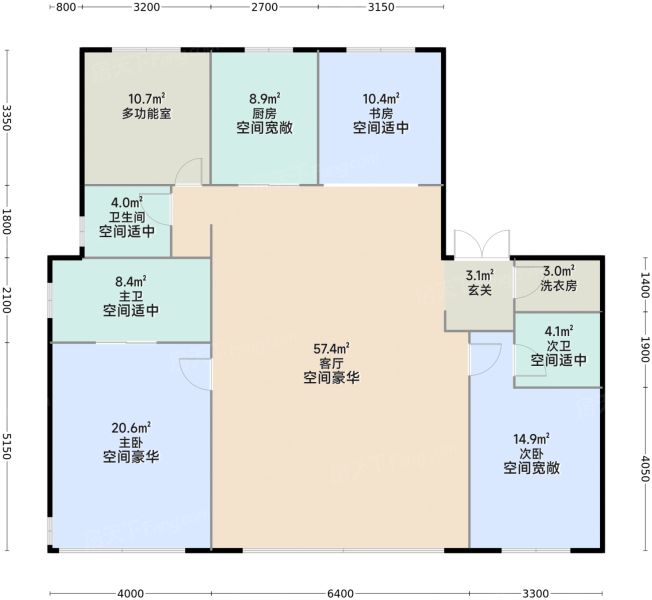 800 3200 2700 3150
3350
1800
2100
5150
1400
1900
4050
10.7㎡
多功能室
8.9㎡
厨房
空间宽敞
10.4㎡
书房
空间适中
4.0㎡
卫生间
空间适中
8.4㎡
主卫
空间适中
3.1㎡
玄关
3.0㎡
洗衣房
4.1㎡
次卫
空间适中
57.4㎡
客厅
空间豪华
20.6㎡
主卧
空间豪华
14.9㎡
次卧
空间宽敞
4000 6400 3300